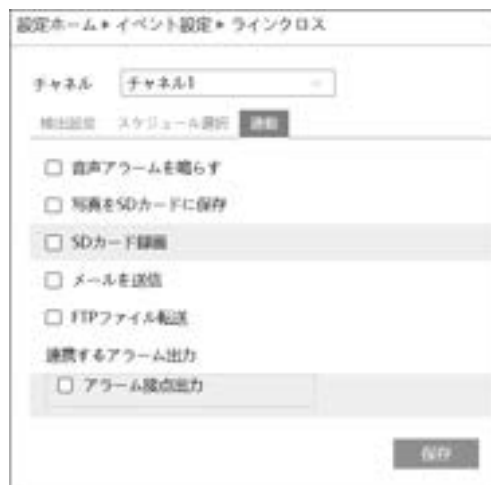 設定ホーム▸イベント設定▸ラインクロス
チャネル チャネル1
検出設定 スケジュール選択 連動
音声アラームを鳴らす
写真をSDカードに保存
SDカード録画
メールを送信
FTPファイル転送
連携するアラーム出力
アラーム接点出力
保存